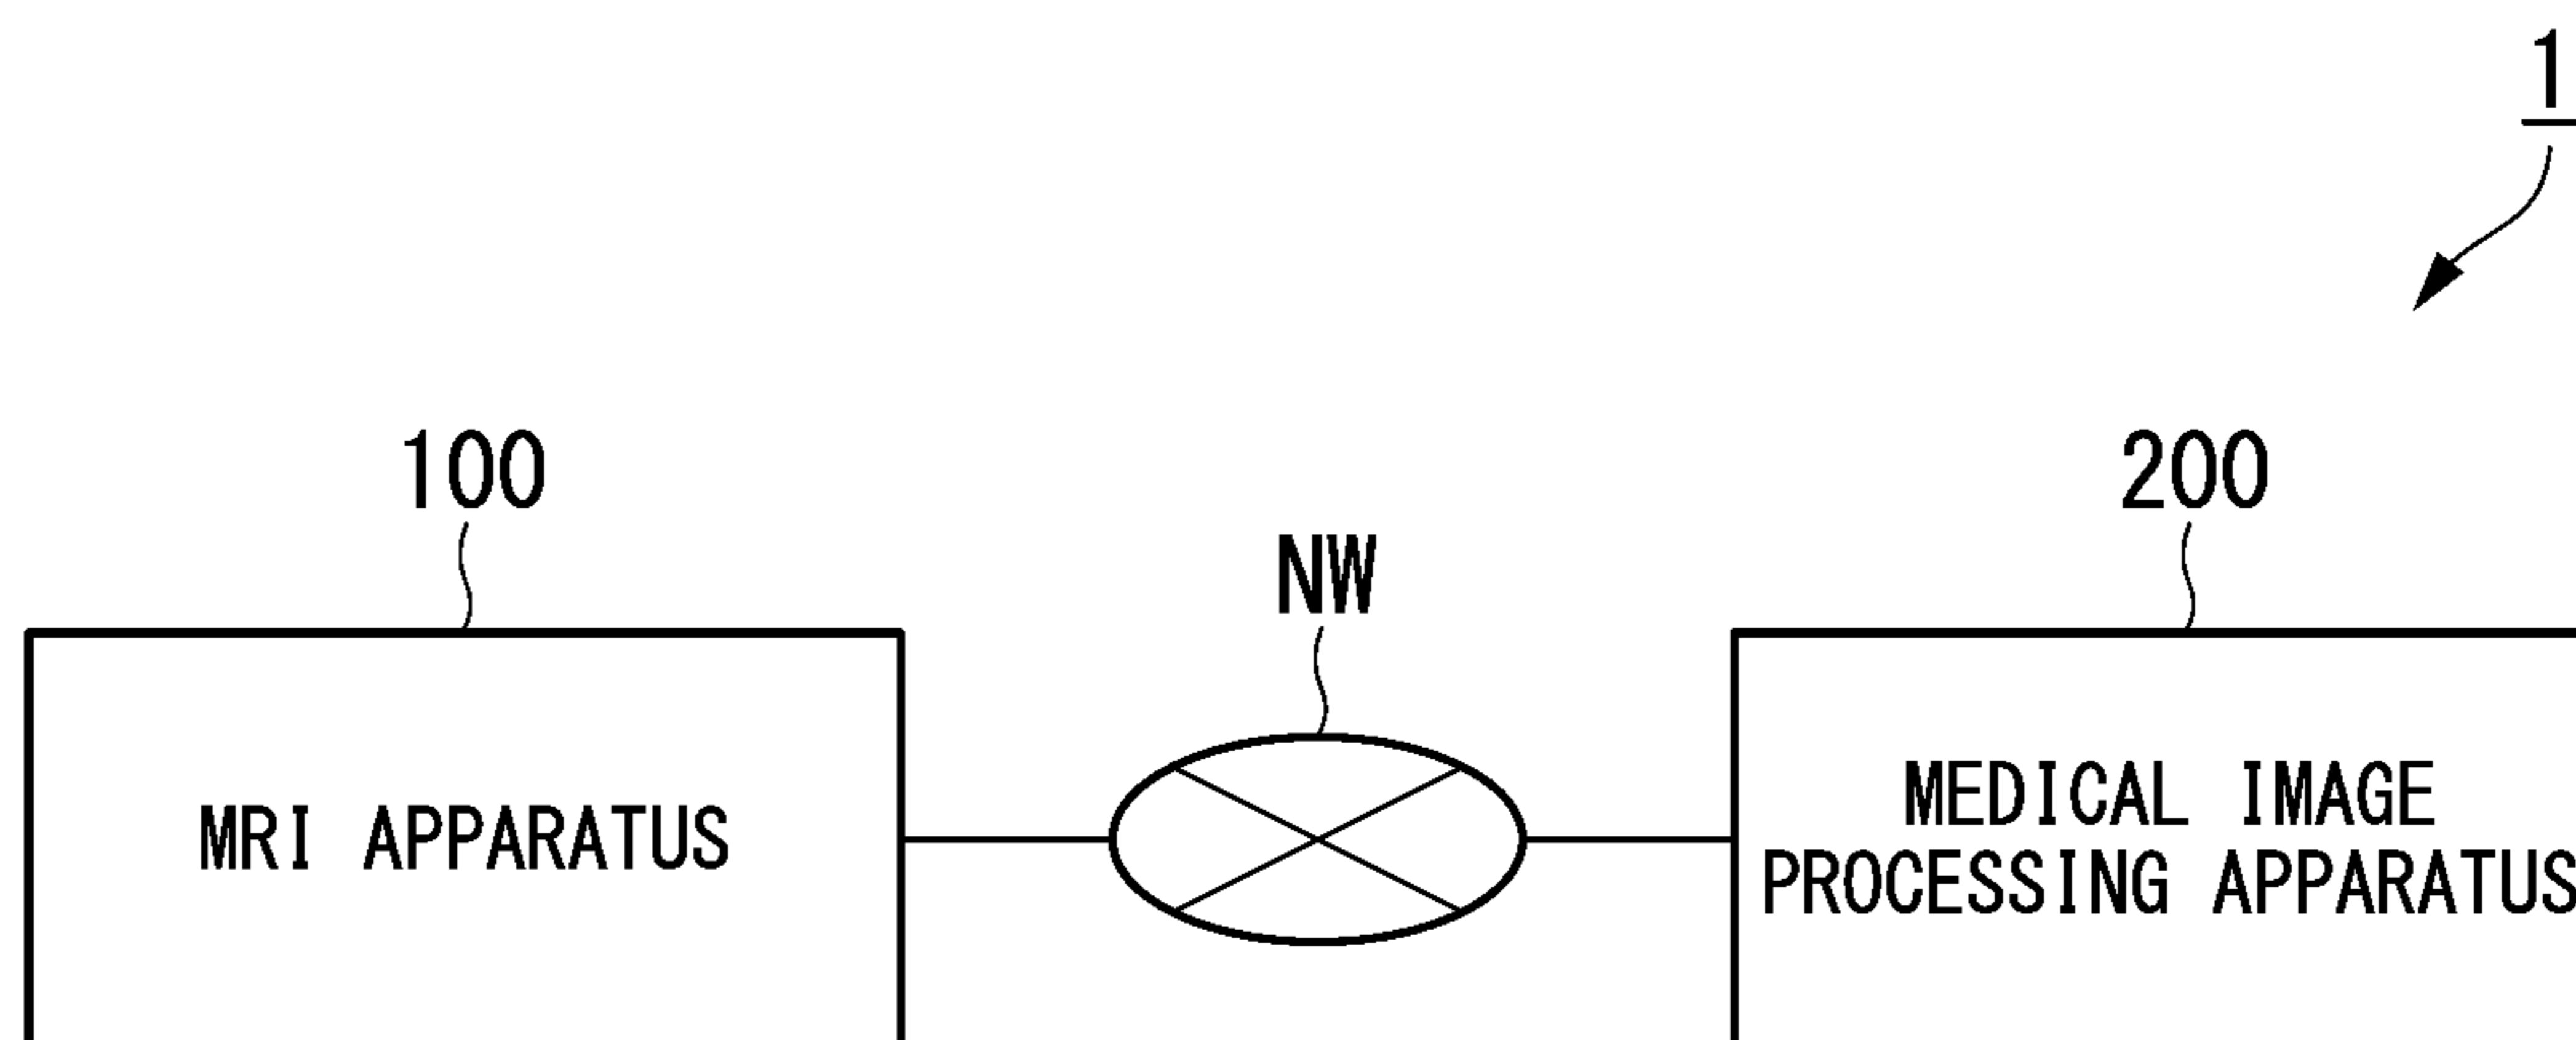 1
100
200
NW
MRI APPARATUS
MEDICAL IMAGE
PROCESSING APPARATUS